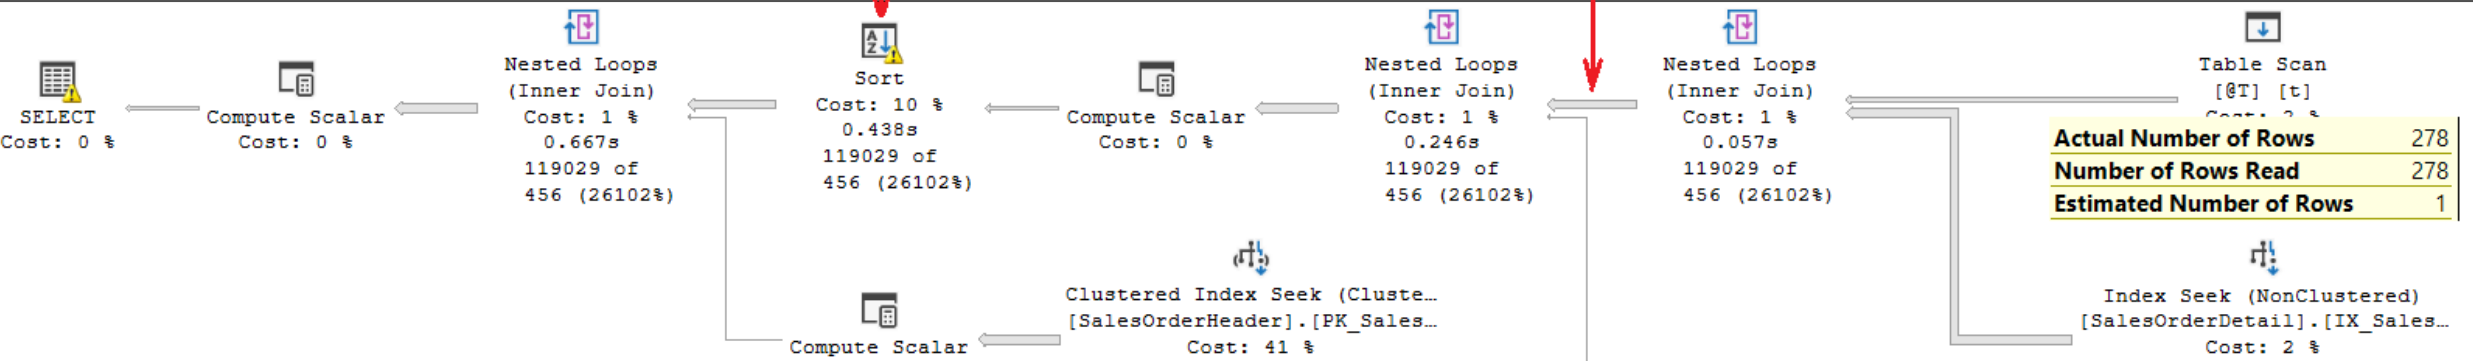 SELECT
Cost: 0 %
Compute Scalar
Cost: 0 %
Nested Loops
(Inner Join)
Cost: 1 %
0.667s
119029 of
456 (26102%)
Sort
Cost: 10 %
0.438s
119029 of
456 (26102%)
Compute Scalar
Cost: 0 %
Nested Loops
(Inner Join)
Cost: 1 %
0.246s
119029 of
456 (26102%)
Nested Loops
(Inner Join)
Cost: 1 %
0.057s
119029 of
456 (26102%)
Table Scan
[@T] [t]
Cost: 2 %
Actual Number of Rows 278
Number of Rows Read 278
Estimated Number of Rows 1
Compute Scalar
Clustered Index Seek (Cluste…
[SalesOrderHeader].[PK_Sales…
Cost: 41 %
Index Seek (NonClustered)
[SalesOrderDetail].[IX_Sales…
Cost: 2 %